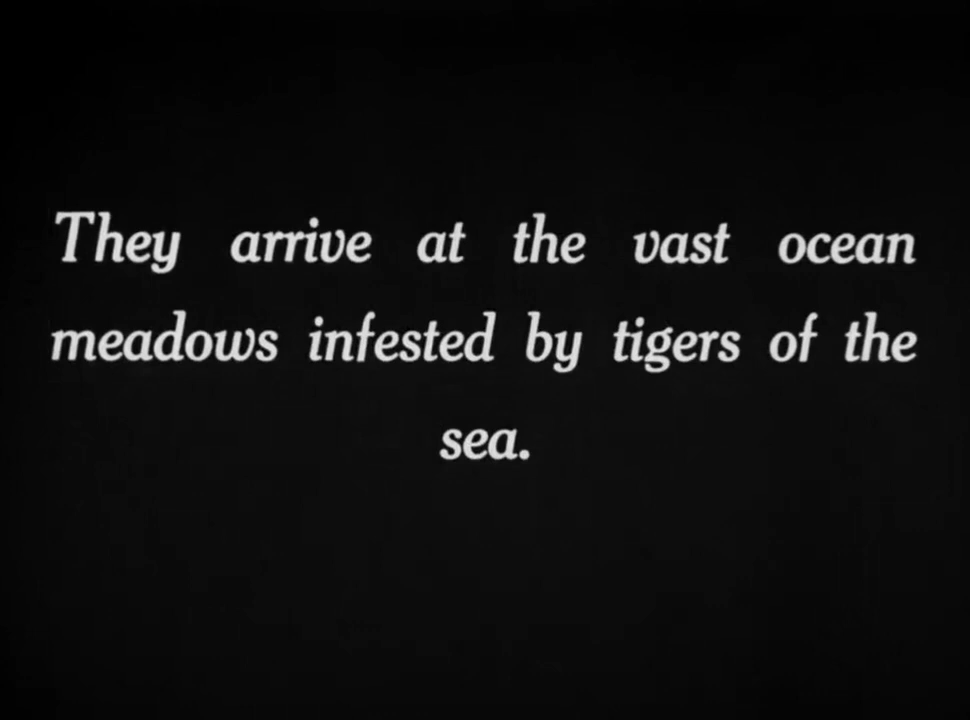 They arrive at the vast ocean
meadows infested by tigers of the
sea.